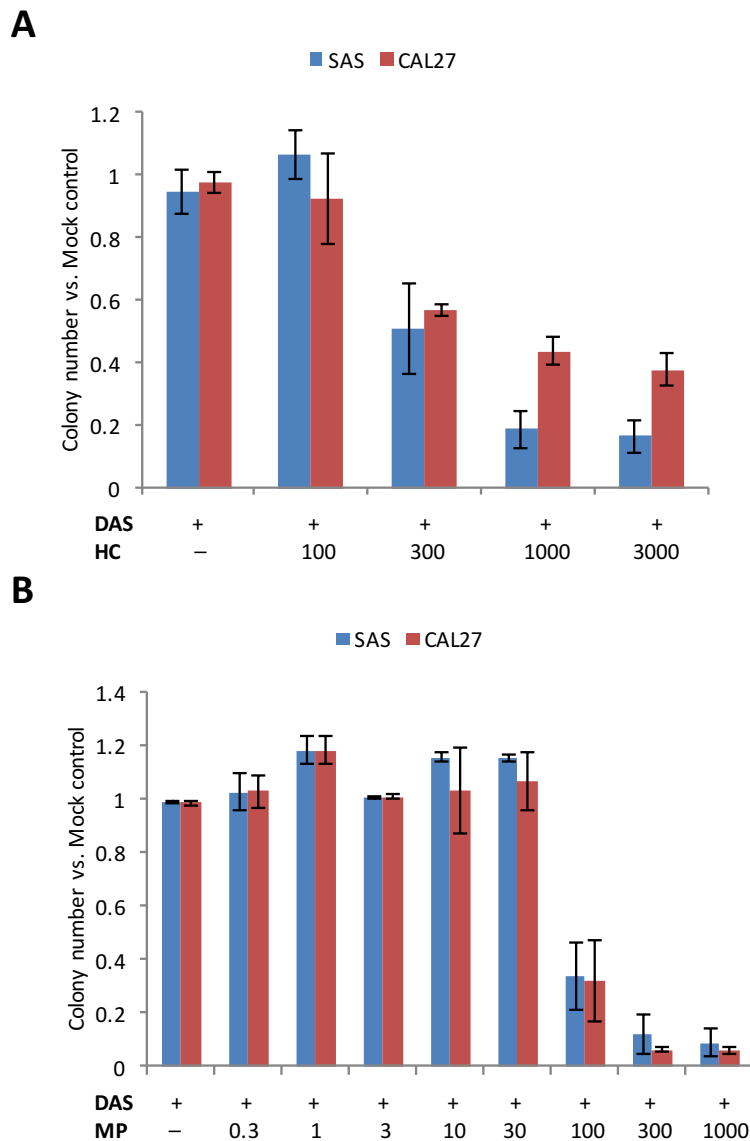 A
SAS CAL27
Colony number vs. Mock control
1.2
1
0.8
0.6
0.4
0.2
0
DAS + + + + +
HC – 100 300 1000 3000
B
SAS CAL27
Colony number vs. Mock control
1.4
1.2
1
0.8
0.6
0.4
0.2
0
DAS + + + + + + + + +
MP – 0.3 1 3 10 30 100 300 1000